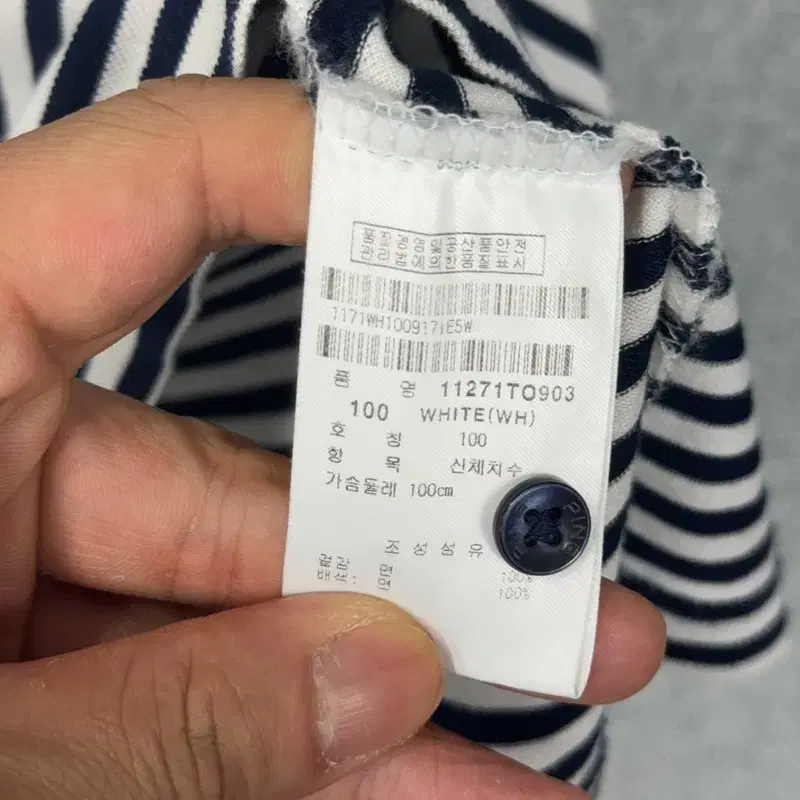 품질경영및공산품안전
관리법에의한품질표시
1171WH100917IE5W
품 명 11271TO903
100 WHITE(WH)
호 칭 100
항 목 신체치수
가슴둘레 100cm
조성섬유
겉감: 면 100%
배색: 면 100%
PINE